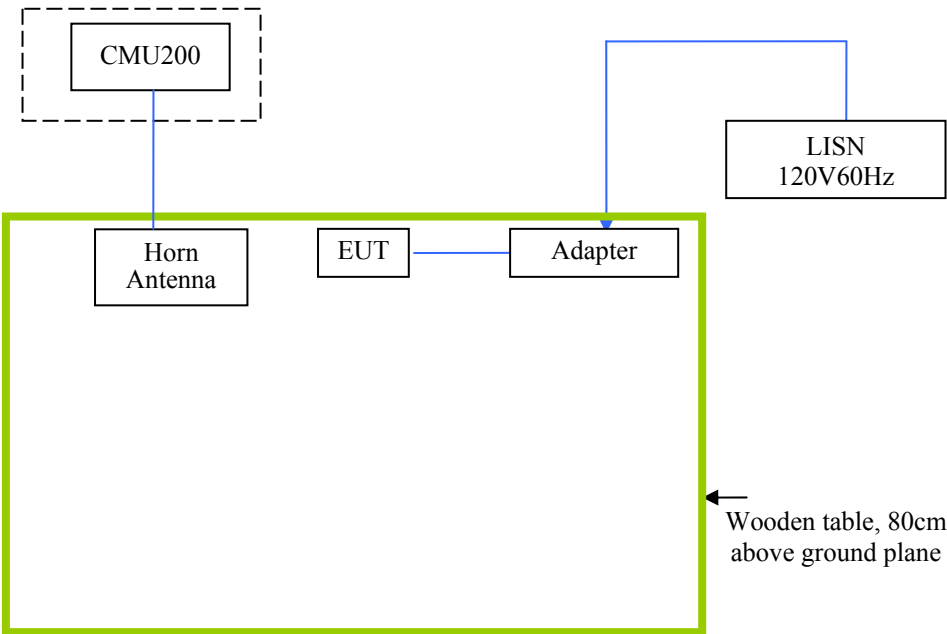 CMU200
LISN
120V60Hz
Horn
Antenna
EUT
Adapter
Wooden table, 80cm
above ground plane